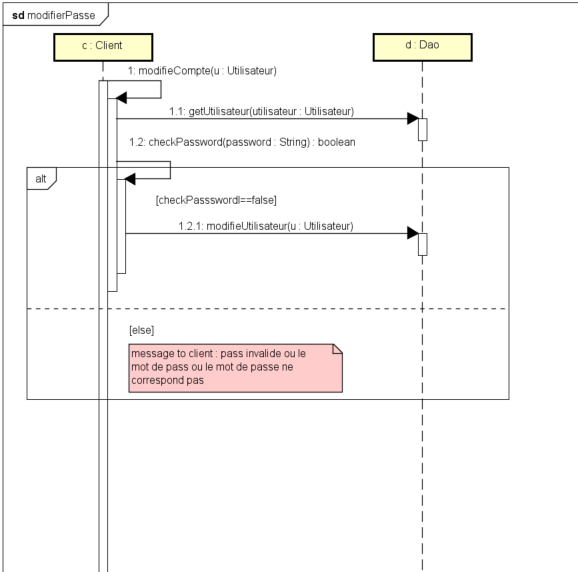 sd modifierPasse
c : Client
d : Dao
1: modifieCompte(u : Utilisateur)
1.1: getUtilisateur(utilisateur : Utilisateur)
1.2: checkPassword(password : String) : boolean
alt
[checkPassswordl==false]
1.2.1: modifieUtilisateur(u : Utilisateur)
[else]
message to client : pass invalide ou le
mot de pass ou le mot de passe ne
correspond pas